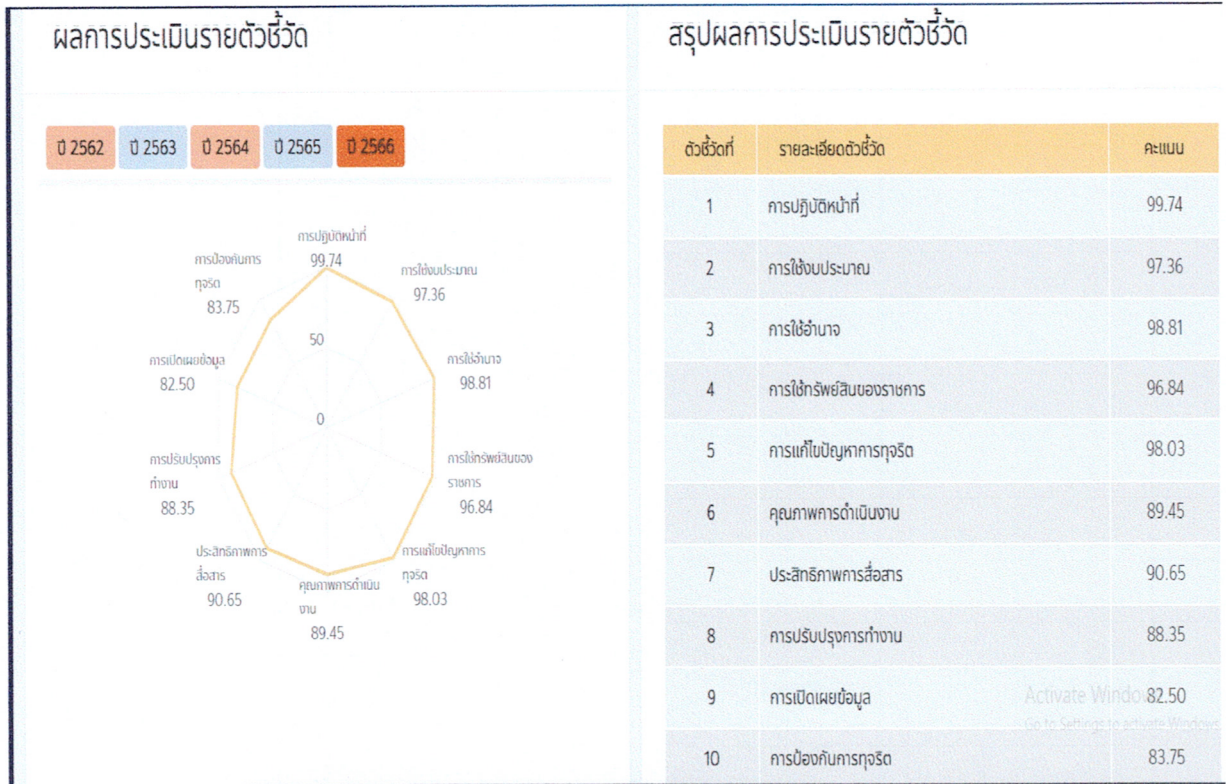 ผลการประเมินรายตัวชี้วัด
ปี 2562 ปี 2563 ปี 2564 ปี 2565 ปี 2566
การปฏิบัติหน้าที่
99.74
การใช้งบประมาณ
97.36
การใช้อำนาจ
98.81
การใช้ทรัพย์สินของ
ราชการ
96.84
การแก้ไขปัญหาการ
ทุจริต
98.03
คุณภาพการดำเนิน
งาน
89.45
ประสิทธิภาพการ
สื่อสาร
90.65
การปรับปรุงการ
ทำงาน
88.35
การเปิดเผยข้อมูล
82.50
การป้องกันการ
ทุจริต
83.75
50
0
สรุปผลการประเมินรายตัวชี้วัด
ตัวชี้วัดที่ รายละเอียดตัวชี้วัด คะแนน
1 การปฏิบัติหน้าที่ 99.74
2 การใช้งบประมาณ 97.36
3 การใช้อำนาจ 98.81
4 การใช้ทรัพย์สินของราชการ 96.84
5 การแก้ไขปัญหาการทุจริต 98.03
6 คุณภาพการดำเนินงาน 89.45
7 ประสิทธิภาพการสื่อสาร 90.65
8 การปรับปรุงการทำงาน 88.35
9 การเปิดเผยข้อมูล 82.50
Activate Windows
Go to Settings to activate Windows
10 การป้องกันการทุจริต 83.75